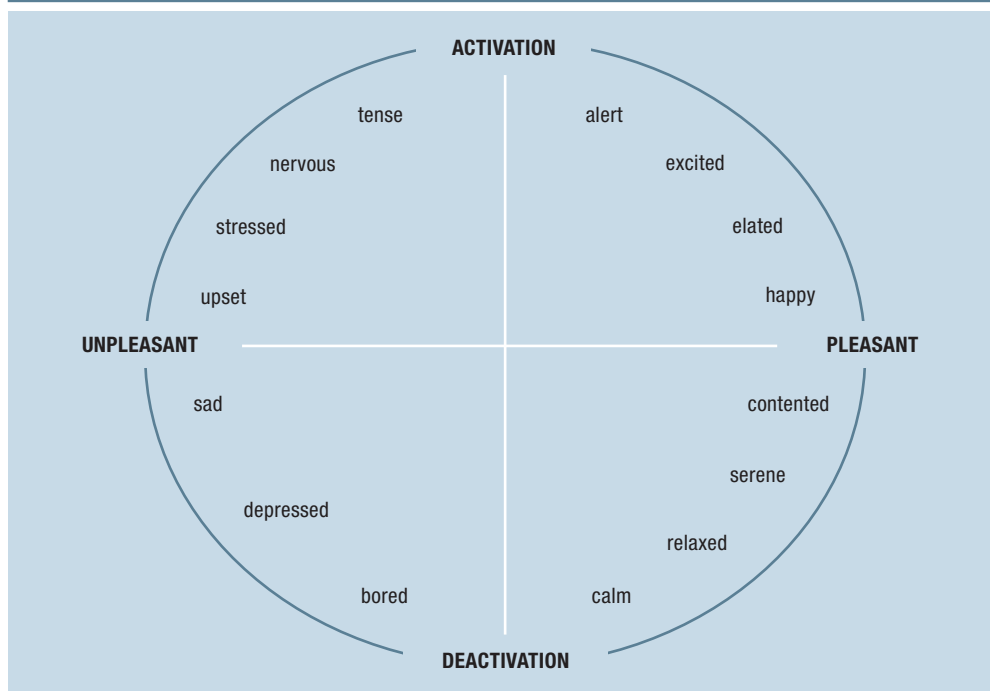 ACTIVATION
tense
alert
nervous
excited
stressed
elated
upset
happy
UNPLEASANT
PLEASANT
sad
contented
serene
depressed
relaxed
bored
calm
DEACTIVATION